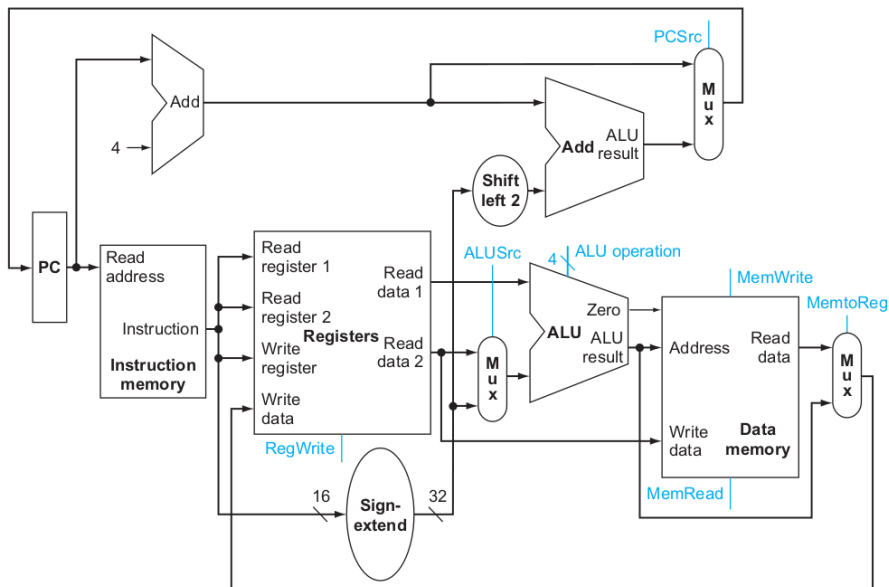 PCSrc
Add
4
M
u
x
Add
ALU
result
Shift
left 2
PC
Read
address
Instruction
Instruction
memory
Read
register 1
Read
register 2
Write
register
Write
data
Registers
Read
data 1
Read
data 2
RegWrite
16
Sign-
extend
32
ALUSrc
M
u
x
4
ALU operation
Zero
ALU
ALU
result
MemWrite
Address
Read
data
Write
data
Data
memory
MemRead
MemtoReg
M
u
x